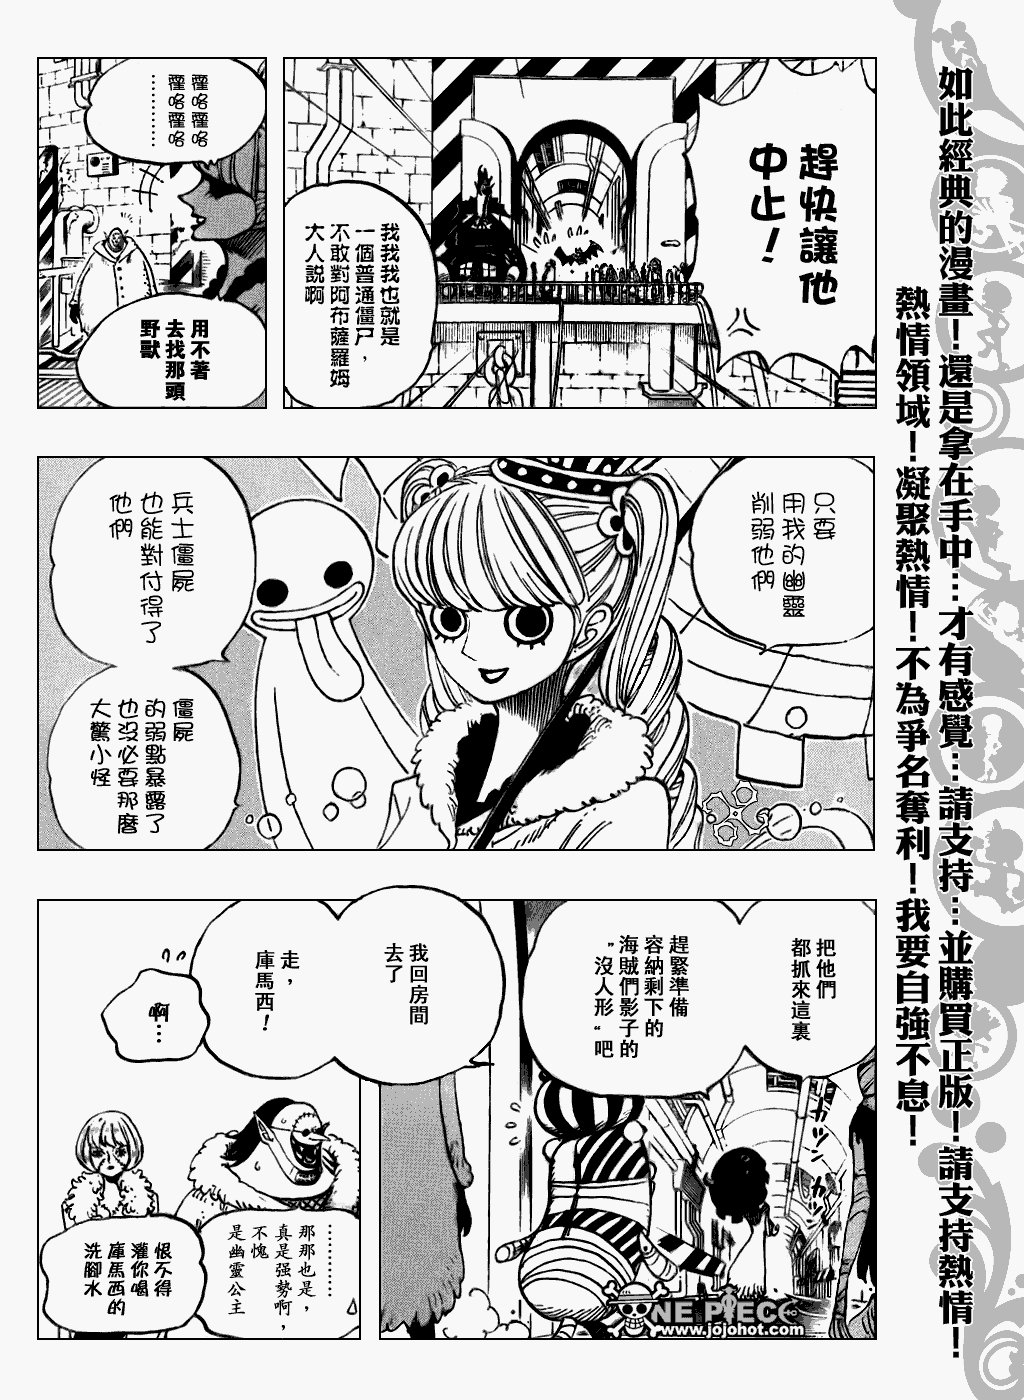 如此經典的漫畫！還是拿在手中…才有感覺…請支持…並購買正版！請支持熱情！
熱情領域！凝聚熱情！不為爭名奪利！我要自強不息！
趕快讓他
中止！
我我我也就是
一個普通僵尸，
不敢對阿布薩羅姆
大人説啊
霍咯霍咯
霍咯霍咯
…………
用不著
去找那頭
野獸
只要
用我的幽靈
削弱他們
兵士僵屍
也能對付得了
他們
僵屍
的弱點暴露了
也沒必要那麼
大驚小怪
把他們
都抓來這裏
趕緊準備
容納剩下的
海賊們影子的
"沒人形"吧
我回房間
去了
走，
庫馬西！
啊…
…………
那那也是，
真是强勢啊，
不愧
是幽靈公主
恨不得
灌你喝
庫馬西的
洗腳水
カツン
カツン
ONE PIECE
www.jojohot.com